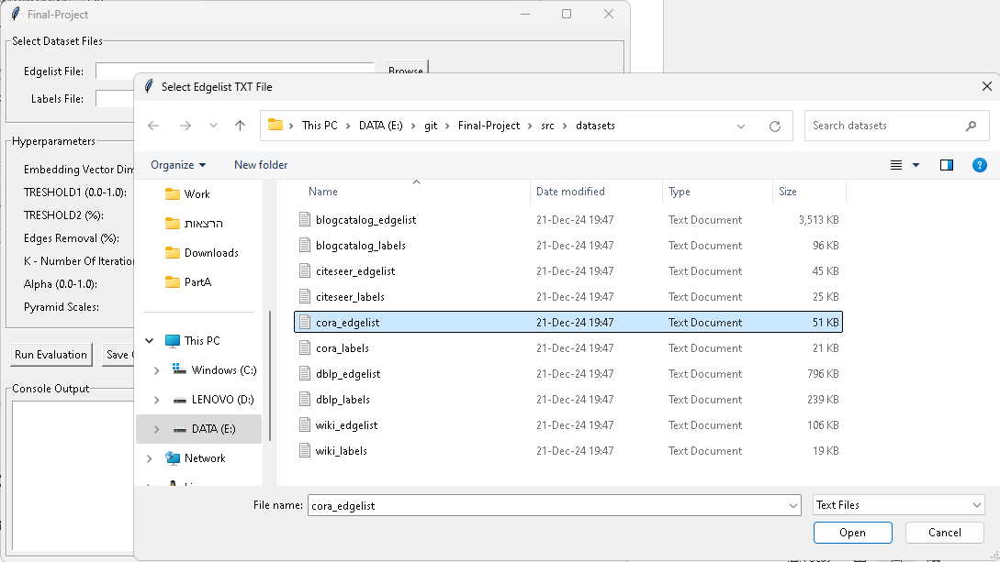 Final-Project
Select Dataset Files
Edgelist File:
Browse
Labels File:
Hyperparameters
Embedding Vector Dim
TRESHOLD1 (0.0-1.0):
TRESHOLD2 (%):
Edges Removal (%):
K - Number Of Iteration
Alpha (0.0-1.0):
Pyramid Scales:
Run Evaluation
Save
Console Output
Select Edgelist TXT File
This PC > DATA (E:) > git > Final-Project > src > datasets
Search datasets
Organize
New folder
Work
הרצאות
Downloads
PartA
This PC
Windows (C:)
LENOVO (D:)
DATA (E:)
Network
Name Date modified Type Size
blogcatalog_edgelist 21-Dec-24 19:47 Text Document 3,513 KB
blogcatalog_labels 21-Dec-24 19:47 Text Document 96 KB
citeseer_edgelist 21-Dec-24 19:47 Text Document 45 KB
citeseer_labels 21-Dec-24 19:47 Text Document 25 KB
cora_edgelist 21-Dec-24 19:47 Text Document 51 KB
cora_labels 21-Dec-24 19:47 Text Document 21 KB
dblp_edgelist 21-Dec-24 19:47 Text Document 796 KB
dblp_labels 21-Dec-24 19:47 Text Document 239 KB
wiki_edgelist 21-Dec-24 19:47 Text Document 106 KB
wiki_labels 21-Dec-24 19:47 Text Document 19 KB
File name: cora_edgelist
Text Files
Open
Cancel